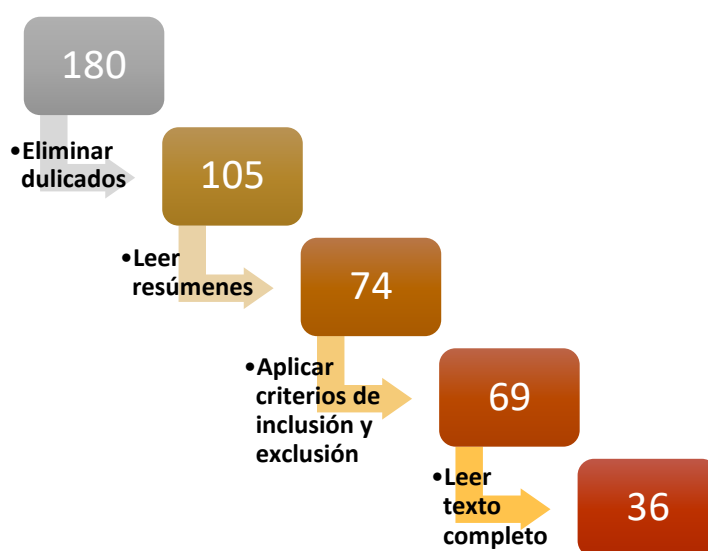 180
•Eliminar
dulicados
105
•Leer
resúmenes
74
•Aplicar
criterios de
inclusión y
exclusión
69
•Leer
texto
completo
36